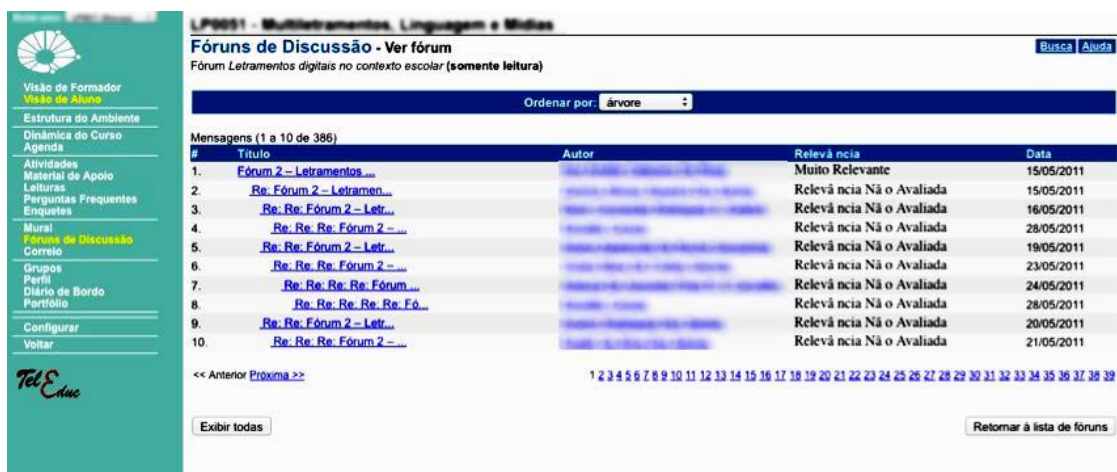 LP0051 - Multiletramentos, Linguagem e Mídias
Fóruns de Discussão - Ver fórum
Busca Ajuda
Fórum Letramentos digitais no contexto escolar (somente leitura)
Visão de Formador
Visão de Aluno
Estrutura do Ambiente
Dinâmica do Curso
Agenda
Atividades
Material de Apoio
Leituras
Perguntas Frequentes
Enquetes
Mural
Fóruns de Discussão
Correio
Grupos
Perfil
Diário de Bordo
Portfólio
Configurar
Voltar
TelEduc
Ordenar por: árvore
Mensagens (1 a 10 de 386)
# Título Autor Relevâ ncia Data
1. Fórum 2 – Letramentos ... Muito Relevante 15/05/2011
2. Re: Fórum 2 – Letramen... Relevâ ncia Nã o Avaliada 15/05/2011
3. Re: Re: Fórum 2 – Letr... Relevâ ncia Nã o Avaliada 16/05/2011
4. Re: Re: Re: Fórum 2 – ... Relevâ ncia Nã o Avaliada 28/05/2011
5. Re: Re: Fórum 2 – Letr... Relevâ ncia Nã o Avaliada 19/05/2011
6. Re: Re: Re: Fórum 2 – ... Relevâ ncia Nã o Avaliada 23/05/2011
7. Re: Re: Re: Re: Fórum ... Relevâ ncia Nã o Avaliada 24/05/2011
8. Re: Re: Re: Re: Re: Fó... Relevâ ncia Nã o Avaliada 28/05/2011
9. Re: Re: Fórum 2 – Letr... Relevâ ncia Nã o Avaliada 20/05/2011
10. Re: Re: Re: Fórum 2 – ... Relevâ ncia Nã o Avaliada 21/05/2011
<< Anterior Próxima >> 1 2 3 4 5 6 7 8 9 10 11 12 13 14 15 16 17 18 19 20 21 22 23 24 25 26 27 28 29 30 31 32 33 34 35 36 37 38 39
Exibir todas
Retornar à lista de fóruns